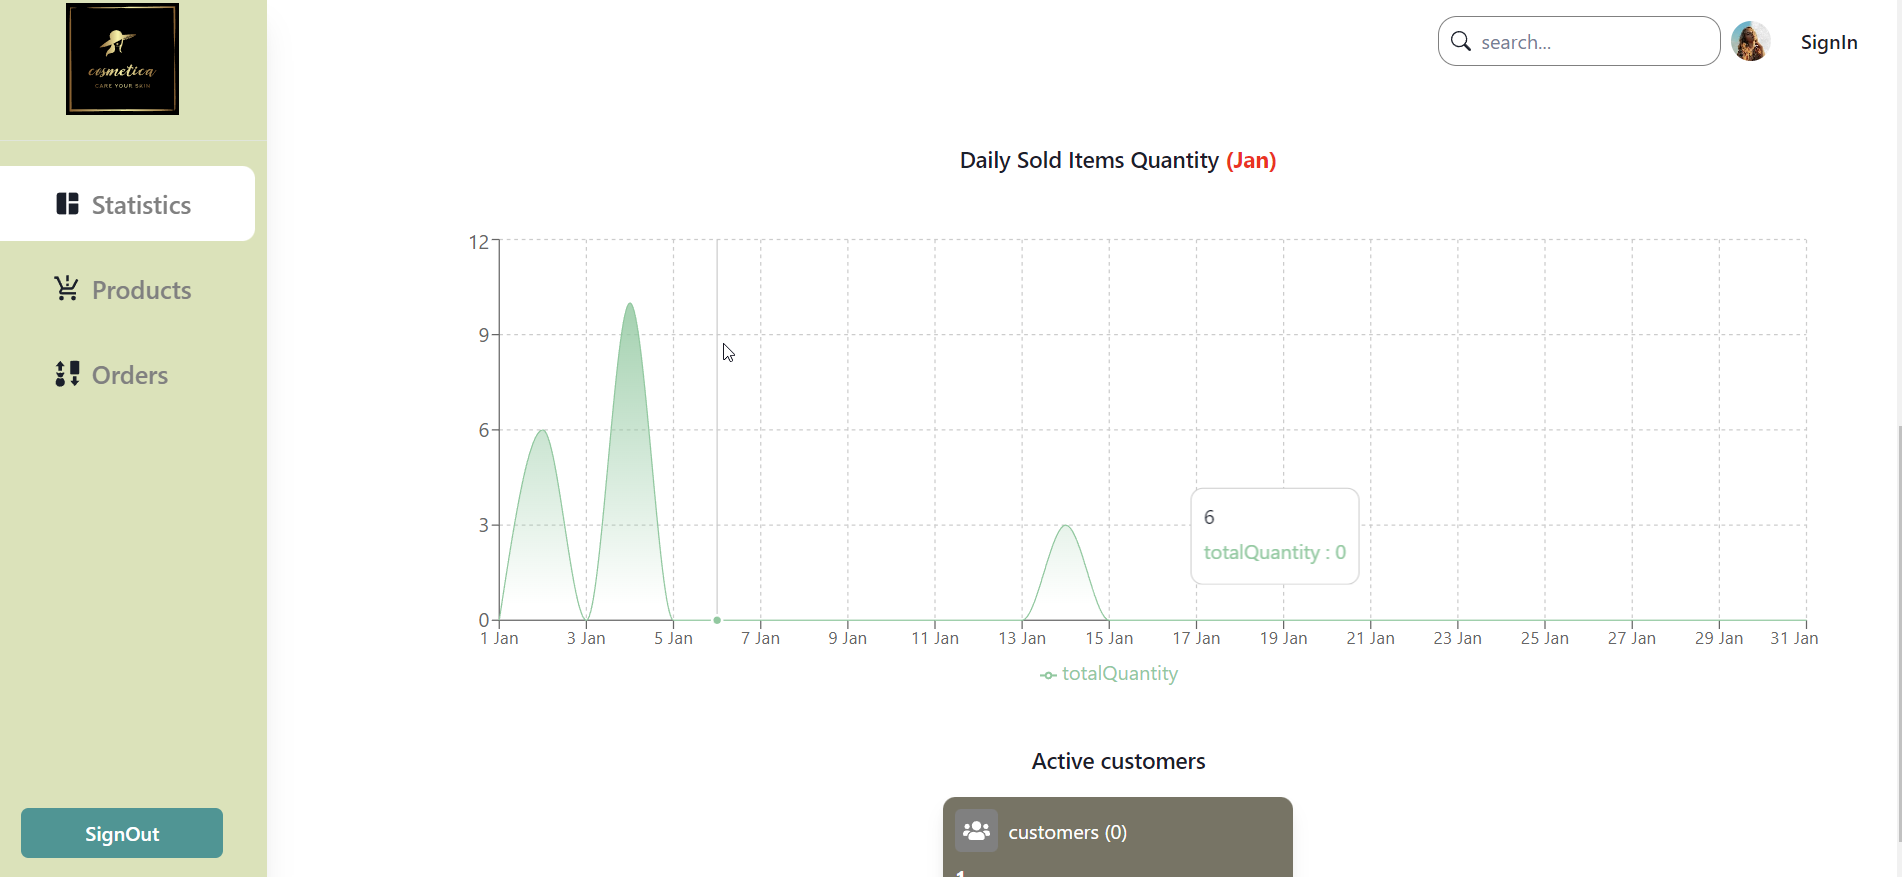 cosmetica
CARE YOUR SKIN
search...
SignIn
Statistics
Products
Orders
SignOut
Daily Sold Items Quantity (Jan)
12
9
6
3
0
1 Jan 3 Jan 5 Jan 7 Jan 9 Jan 11 Jan 13 Jan 15 Jan 17 Jan 19 Jan 21 Jan 23 Jan 25 Jan 27 Jan 29 Jan 31 Jan
6
totalQuantity : 0
totalQuantity
Active customers
customers (0)